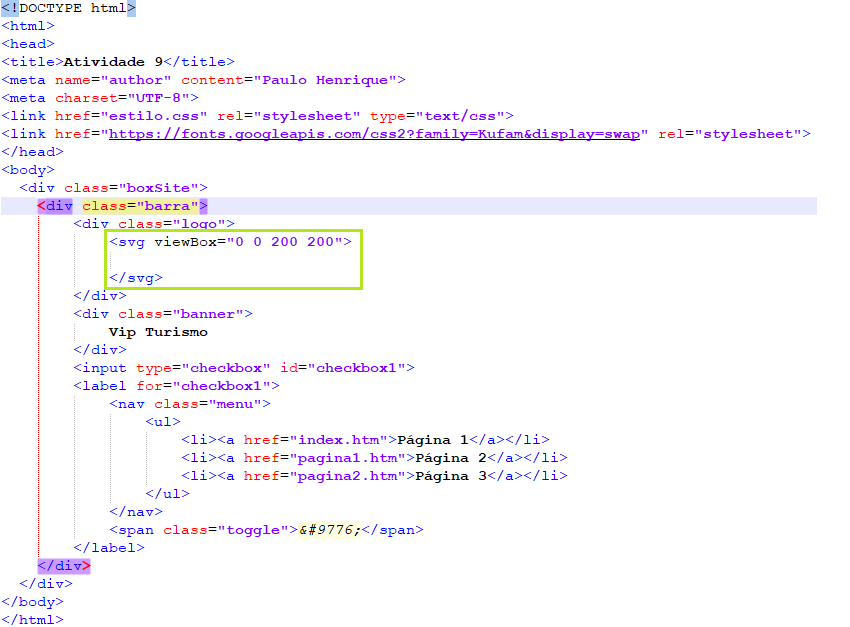 <!DOCTYPE html>
<html>
<head>
<title>Atividade 9</title>
<meta name="author" content="Paulo Henrique">
<meta charset="UTF-8">
<link href="estilo.css" rel="stylesheet" type="text/css">
<link href="https://fonts.googleapis.com/css2?family=Kufam&display=swap" rel="stylesheet">
</head>
<body>
<div class="boxSite">
<div class="barra">
<div class="logo">
<svg viewBox="0 0 200 200">
</svg>
</div>
<div class="banner">
Vip Turismo
</div>
<input type="checkbox" id="checkbox1">
<label for="checkbox1">
<nav class="menu">
<ul>
<li><a href="index.htm">Página 1</a></li>
<li><a href="pagina1.htm">Página 2</a></li>
<li><a href="pagina2.htm">Página 3</a></li>
</ul>
</nav>
<span class="toggle">&#9776;</span>
</label>
</div>
</div>
</body>
</html>